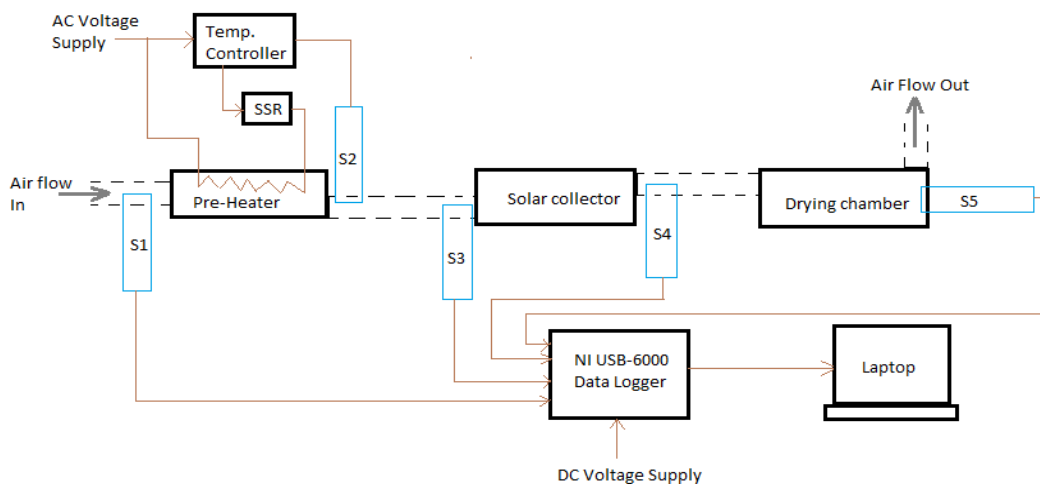 AC Voltage
Supply
Temp.
Controller
SSR
S2
Air Flow Out
Air flow
In
Pre-Heater
Solar collector
Drying chamber
S5
S1
S3
S4
NI USB-6000
Data Logger
Laptop
DC Voltage Supply